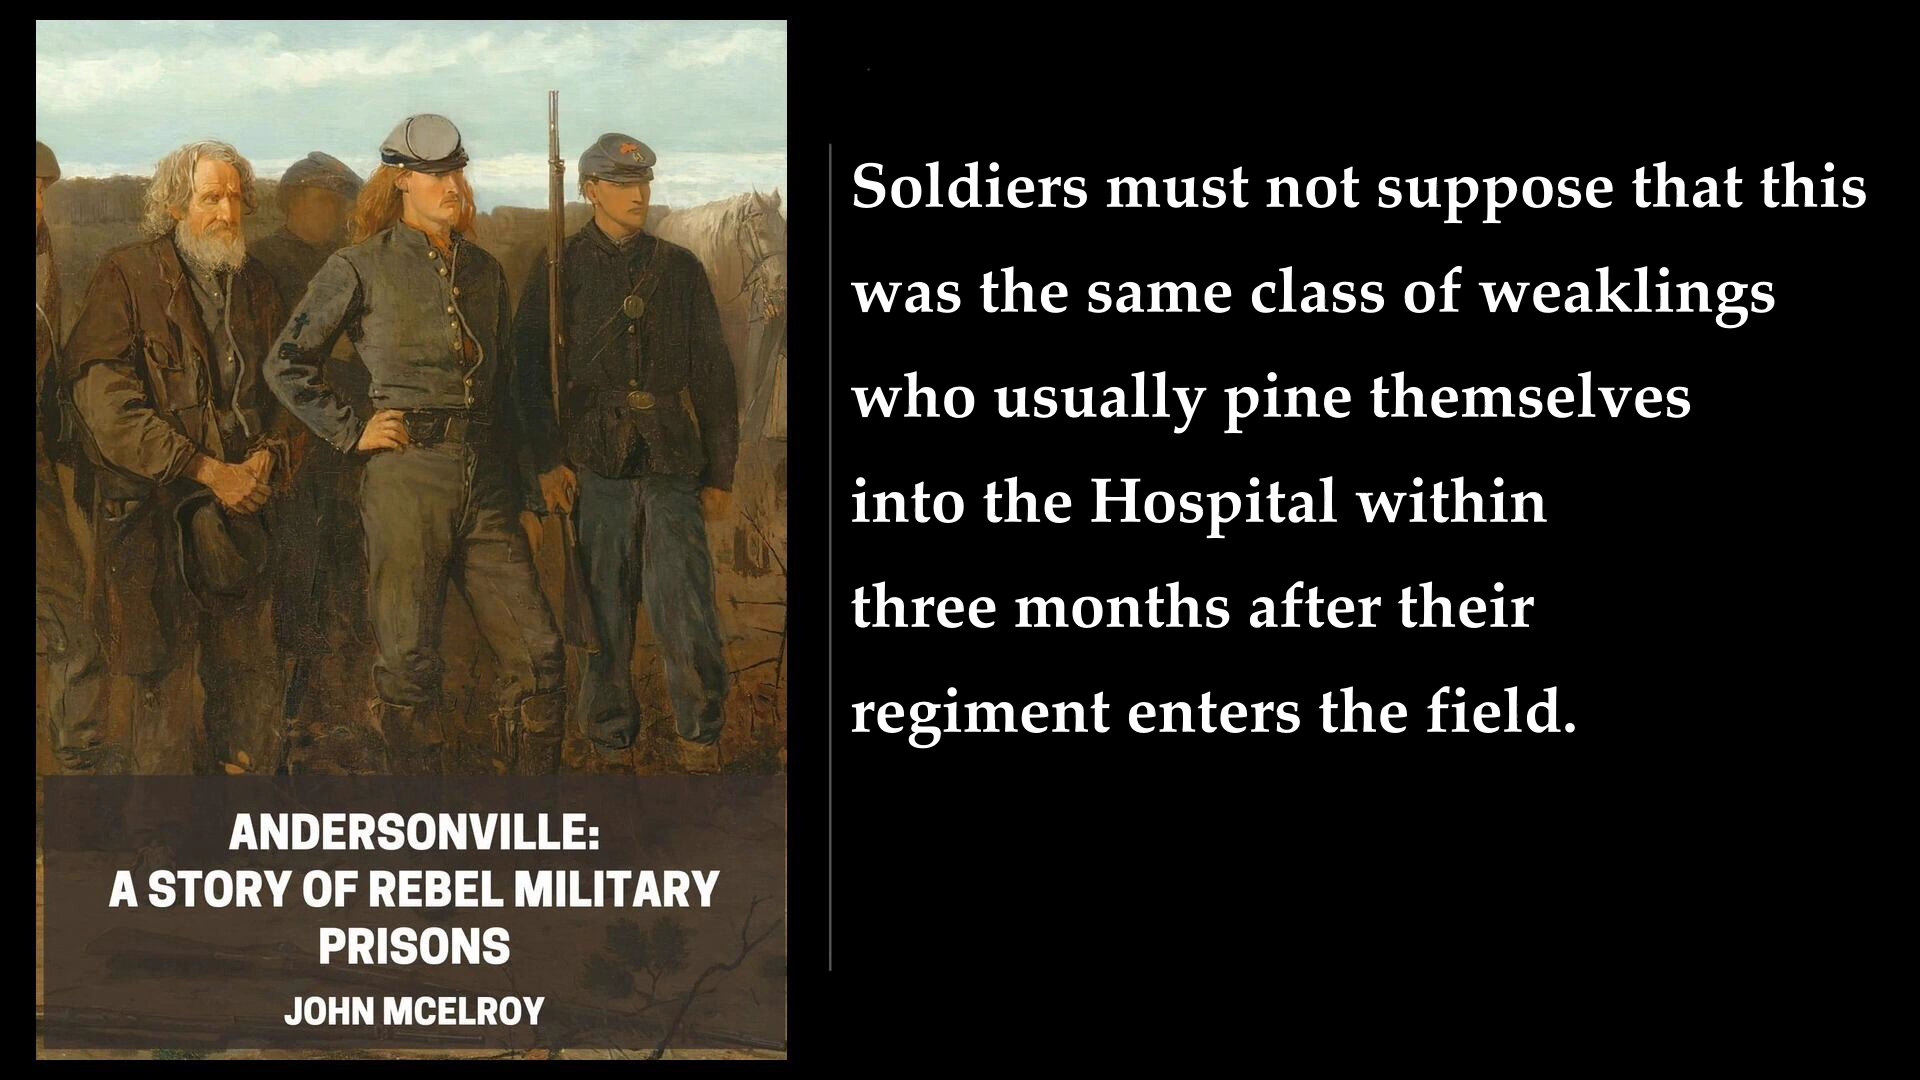 ANDERSONVILLE:
A STORY OF REBEL MILITARY
PRISONS
JOHN MCELROY
Soldiers must not suppose that this
was the same class of weaklings
who usually pine themselves
into the Hospital within
three months after their
regiment enters the field.